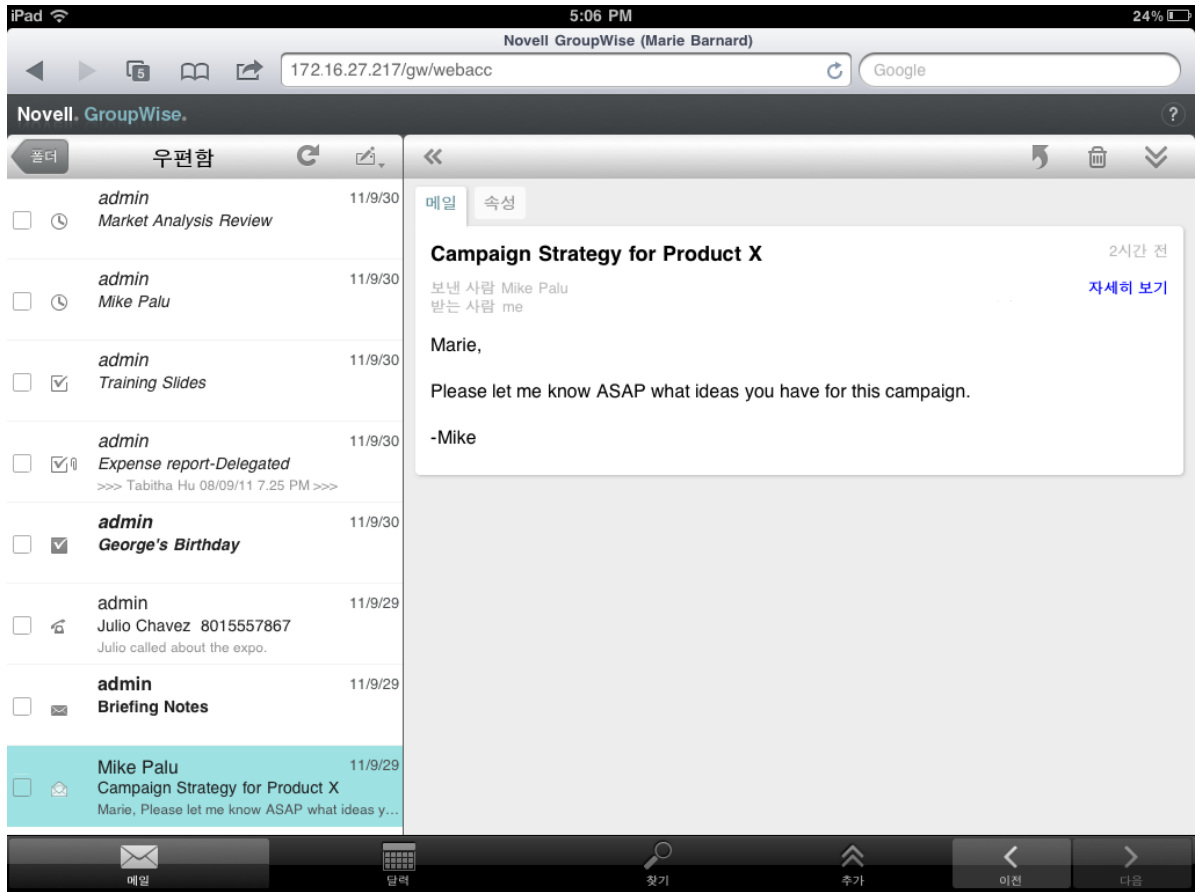 iPad 5:06 PM 24%
Novell GroupWise (Marie Barnard)
5 172.16.27.217/gw/webacc Google
Novell. GroupWise. ?
폴더 우편함
admin 11/9/30
Market Analysis Review
admin 11/9/30
Mike Palu
admin 11/9/30
Training Slides
admin 11/9/30
Expense report-Delegated
>>> Tabitha Hu 08/09/11 7.25 PM >>>
admin 11/9/30
George's Birthday
admin 11/9/29
Julio Chavez 8015557867
Julio called about the expo.
admin 11/9/29
Briefing Notes
Mike Palu 11/9/29
Campaign Strategy for Product X
Marie, Please let me know ASAP what ideas y...
메일 속성
Campaign Strategy for Product X 2시간 전
보낸 사람 Mike Palu 자세히 보기
받는 사람 me
Marie,
Please let me know ASAP what ideas you have for this campaign.
-Mike
메일 달력 찾기 추가 이전 다음